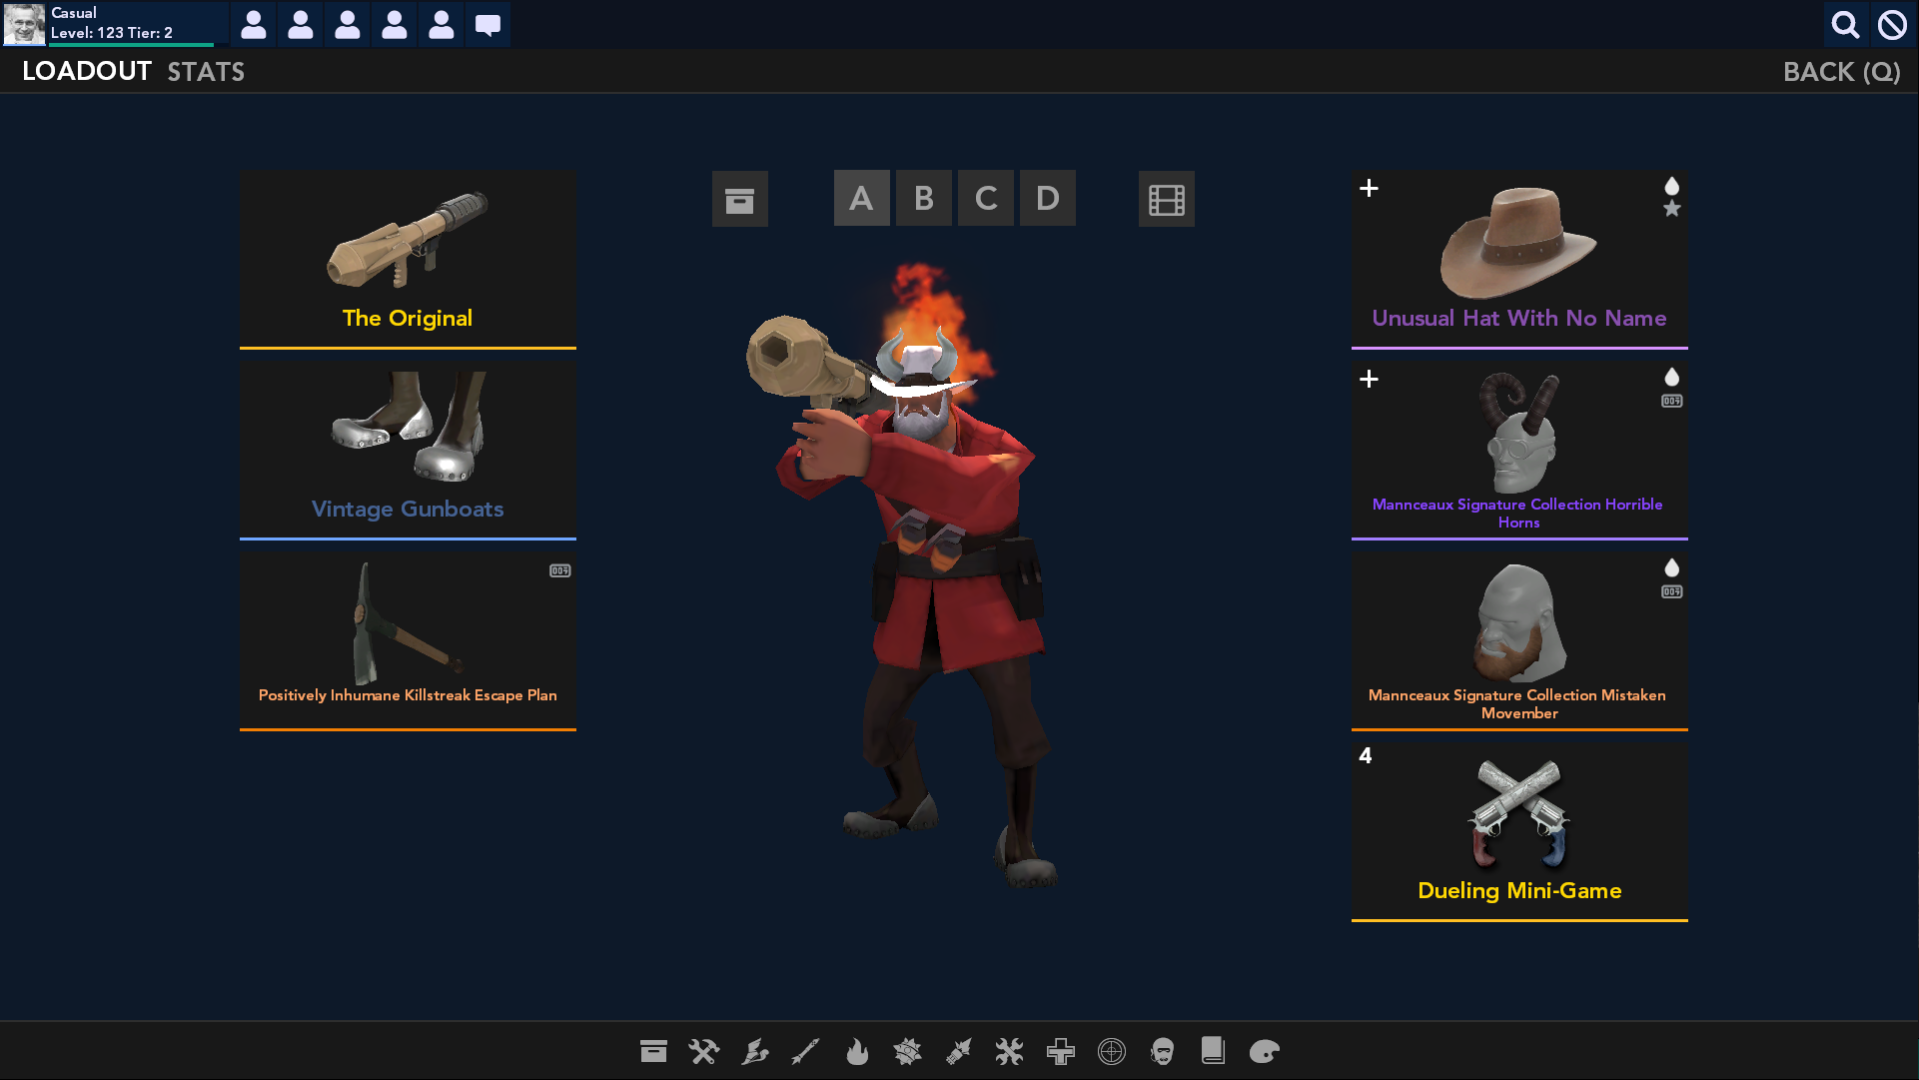 Casual
Level: 123 Tier: 2
LOADOUT STATS
BACK (Q)
A B C D
The Original
Vintage Gunboats
Positively Inhumane Killstreak Escape Plan
Unusual Hat With No Name
Mannceaux Signature Collection Horrible
Horns
Mannceaux Signature Collection Mistaken
Movember
4
Dueling Mini-Game